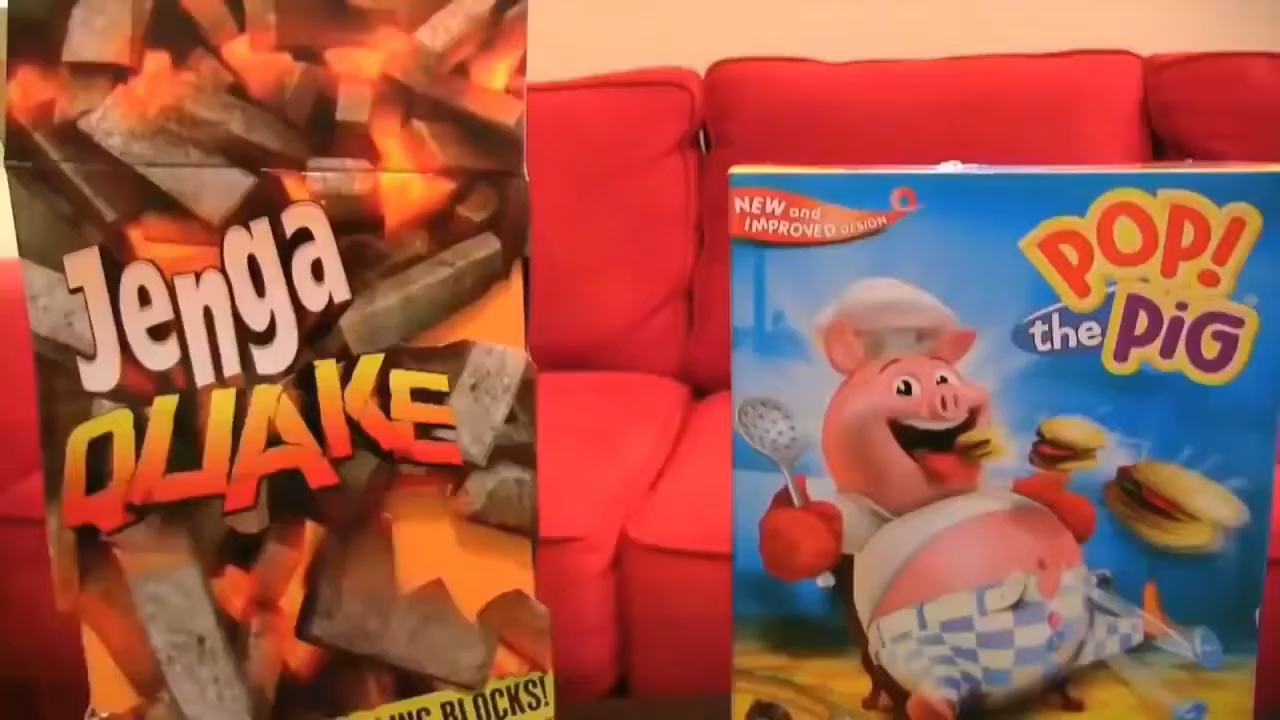 Jenga
QUAKE
BLOCKS!
NEW and
IMPROVED DESIGN
POP!
the PiG